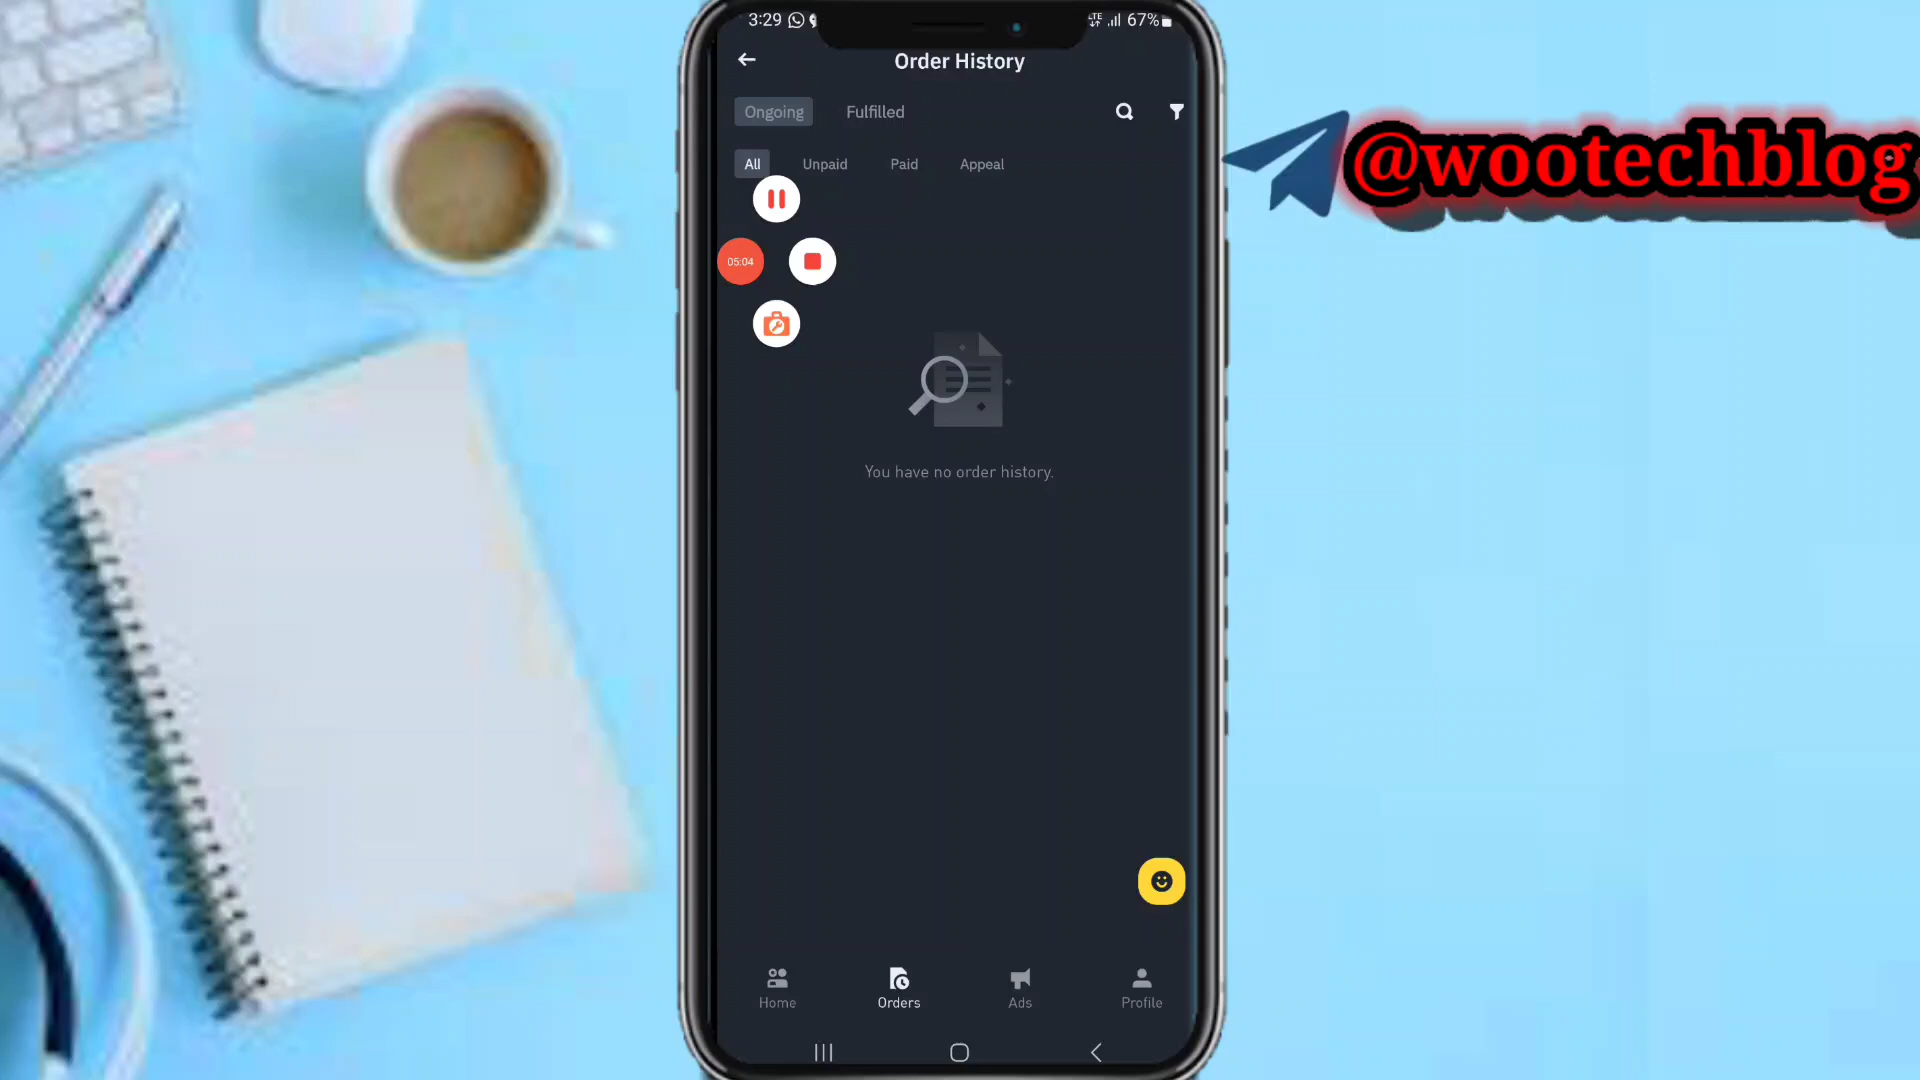 3:29
67%
Order History
Ongoing Fulfilled
@wootechblog
All Unpaid Paid Appeal
05:04
You have no order history.
Home Orders Ads Profile